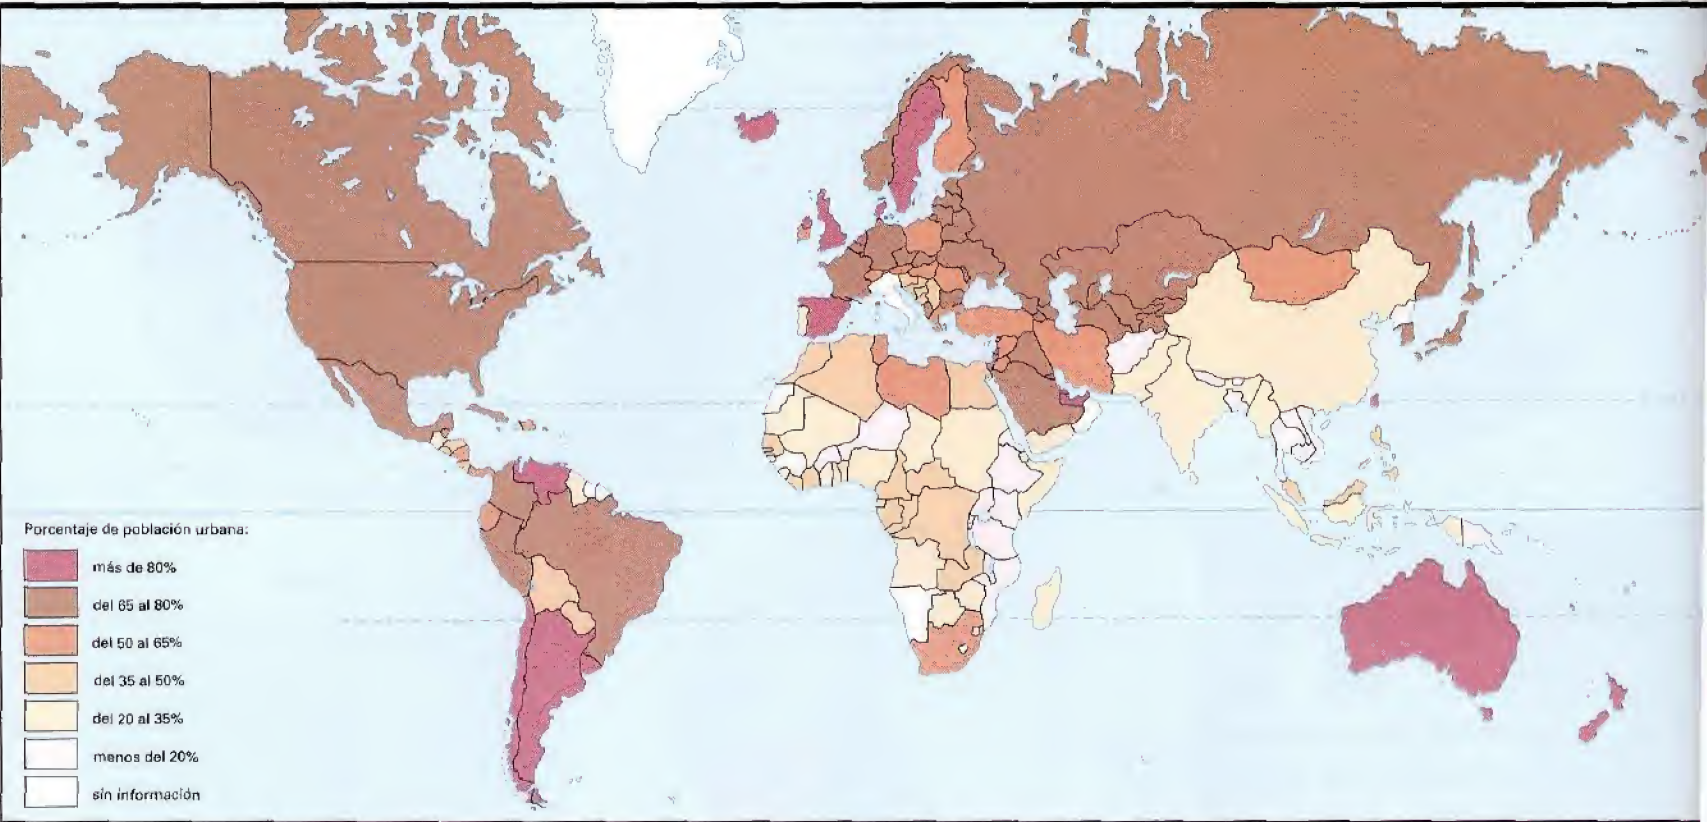 Porcentaje de población urbana:
más de 80%
del 65 al 80%
del 50 al 65%
del 35 al 50%
del 20 al 35%
menos del 20%
sin información